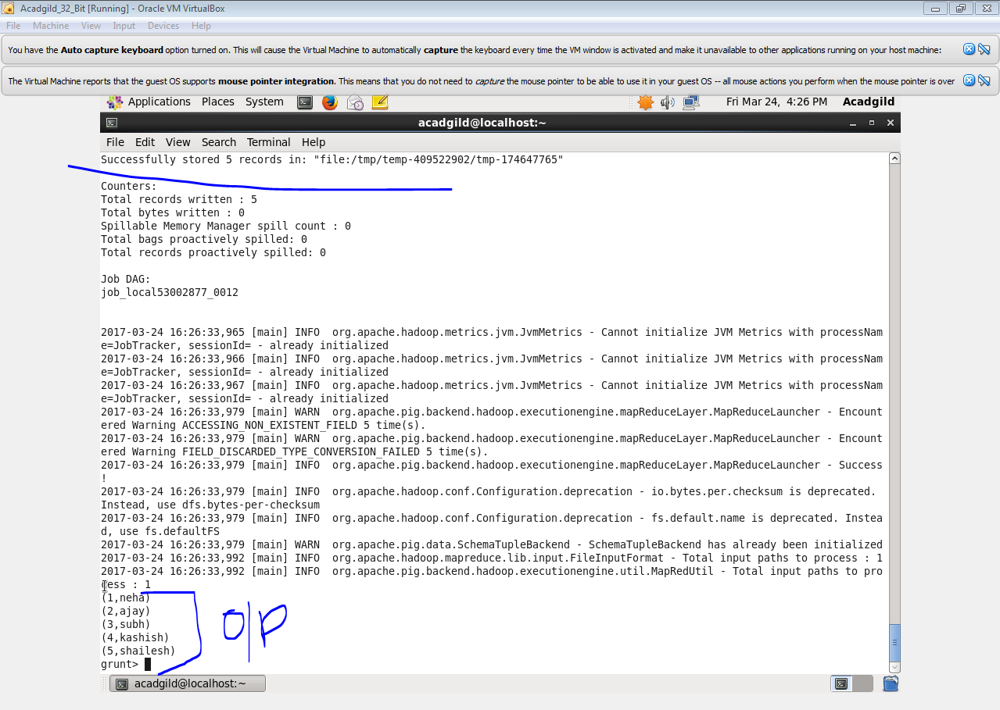 Acadgild_32_Bit [Running] - Oracle VM VirtualBox
File Machine View Input Devices Help
You have the Auto capture keyboard option turned on. This will cause the Virtual Machine to automatically capture the keyboard every time the VM window is activated and make it unavailable to other applications running on your host machine:
The Virtual Machine reports that the guest OS supports mouse pointer integration. This means that you do not need to capture the mouse pointer to be able to use it in your guest OS -- all mouse actions you perform when the mouse pointer is over
Applications Places System Fri Mar 24, 4:26 PM Acadgild
acadgild@localhost:~
File Edit View Search Terminal Help
Successfully stored 5 records in: "file:/tmp/temp-409522902/tmp-174647765"
Counters:
Total records written : 5
Total bytes written : 0
Spillable Memory Manager spill count : 0
Total bags proactively spilled: 0
Total records proactively spilled: 0
Job DAG:
job_local53002877_0012
2017-03-24 16:26:33,965 [main] INFO  org.apache.hadoop.metrics.jvm.JvmMetrics - Cannot initialize JVM Metrics with processNam
e=JobTracker, sessionId= - already initialized
2017-03-24 16:26:33,966 [main] INFO  org.apache.hadoop.metrics.jvm.JvmMetrics - Cannot initialize JVM Metrics with processNam
e=JobTracker, sessionId= - already initialized
2017-03-24 16:26:33,967 [main] INFO  org.apache.hadoop.metrics.jvm.JvmMetrics - Cannot initialize JVM Metrics with processNam
e=JobTracker, sessionId= - already initialized
2017-03-24 16:26:33,979 [main] WARN  org.apache.pig.backend.hadoop.executionengine.mapReduceLayer.MapReduceLauncher - Encount
ered Warning ACCESSING_NON_EXISTENT_FIELD 5 time(s).
2017-03-24 16:26:33,979 [main] WARN  org.apache.pig.backend.hadoop.executionengine.mapReduceLayer.MapReduceLauncher - Encount
ered Warning FIELD_DISCARDED_TYPE_CONVERSION_FAILED 5 time(s).
2017-03-24 16:26:33,979 [main] INFO  org.apache.pig.backend.hadoop.executionengine.mapReduceLayer.MapReduceLauncher - Success
!
2017-03-24 16:26:33,979 [main] INFO  org.apache.hadoop.conf.Configuration.deprecation - io.bytes.per.checksum is deprecated.
Instead, use dfs.bytes-per-checksum
2017-03-24 16:26:33,979 [main] INFO  org.apache.hadoop.conf.Configuration.deprecation - fs.default.name is deprecated. Instea
d, use fs.defaultFS
2017-03-24 16:26:33,979 [main] WARN  org.apache.pig.data.SchemaTupleBackend - SchemaTupleBackend has already been initialized
2017-03-24 16:26:33,992 [main] INFO  org.apache.hadoop.mapreduce.lib.input.FileInputFormat - Total input paths to process : 1
2017-03-24 16:26:33,992 [main] INFO  org.apache.pig.backend.hadoop.executionengine.util.MapRedUtil - Total input paths to pro
cess : 1
(1,neha)
(2,ajay)
(3,subh)
(4,kashish)
(5,shailesh)
O|P
grunt>
acadgild@localhost:~